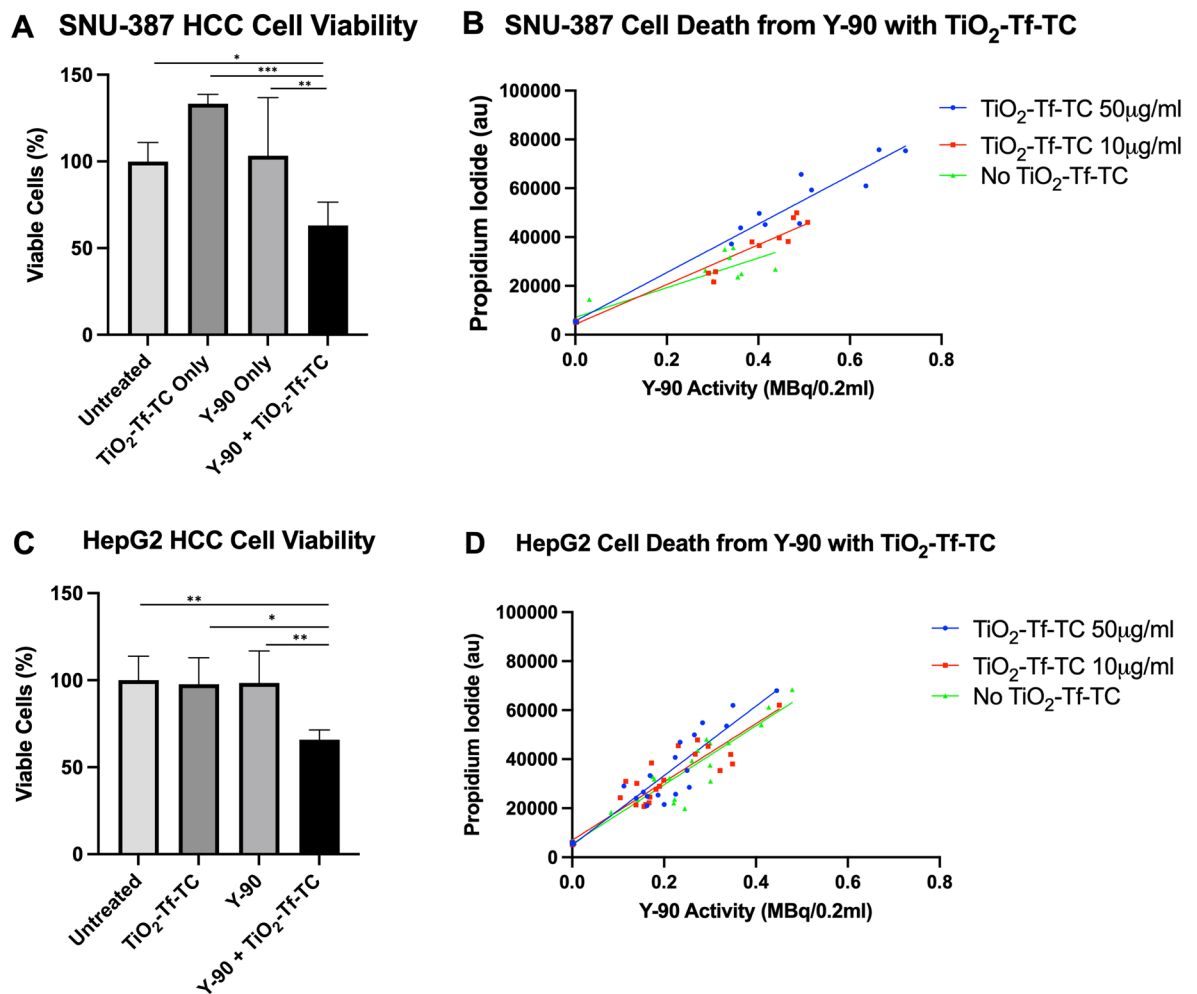 A SNU-387 HCC Cell Viability
*
***
**
150
100
50
0
Viable Cells (%)
Untreated
TiO₂-Tf-TC Only
Y-90 Only
Y-90 + TiO₂-Tf-TC
B SNU-387 Cell Death from Y-90 with TiO₂-Tf-TC
100000
80000
60000
40000
20000
0
Propidium Iodide (au)
0.0 0.2 0.4 0.6 0.8
Y-90 Activity (MBq/0.2ml)
TiO₂-Tf-TC 50µg/ml
TiO₂-Tf-TC 10µg/ml
No TiO₂-Tf-TC
C HepG2 HCC Cell Viability
**
*
**
150
100
50
0
Viable Cells (%)
Untreated
TiO₂-Tf-TC
Y-90
Y-90 + TiO₂-Tf-TC
D HepG2 Cell Death from Y-90 with TiO₂-Tf-TC
100000
80000
60000
40000
20000
0
Propidium Iodide (au)
0.0 0.2 0.4 0.6 0.8
Y-90 Activity (MBq/0.2ml)
TiO₂-Tf-TC 50µg/ml
TiO₂-Tf-TC 10µg/ml
No TiO₂-Tf-TC